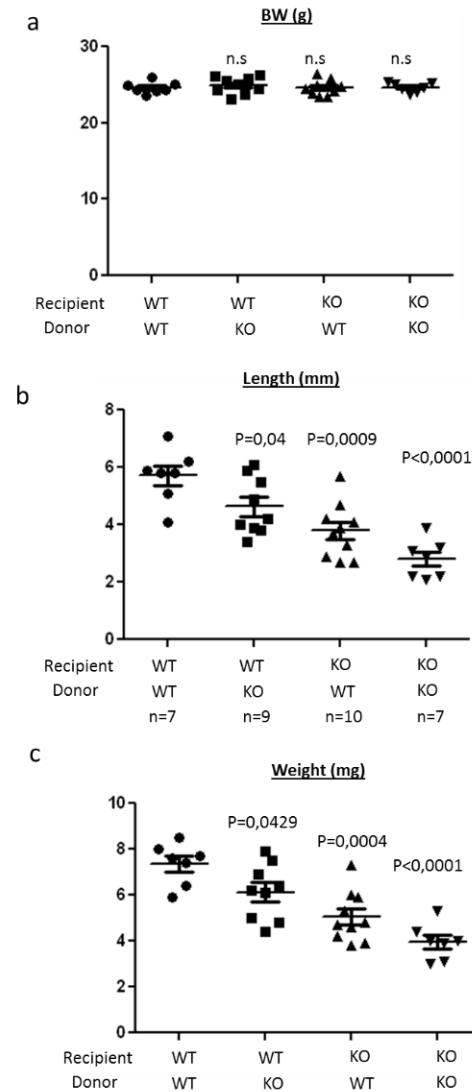 a
BW (g)
n.s n.s n.s
30
20
10
0
Recipient WT WT KO KO
Donor WT KO WT KO
b
Length (mm)
8
P=0,04 P=0,0009 P<0,0001
6
4
2
0
Recipient WT WT KO KO
Donor WT KO WT KO
n=7 n=9 n=10 n=7
c
Weight (mg)
10
P=0,0429 P=0,0004 P<0,0001
8
6
4
2
0
Recipient WT WT KO KO
Donor WT KO WT KO